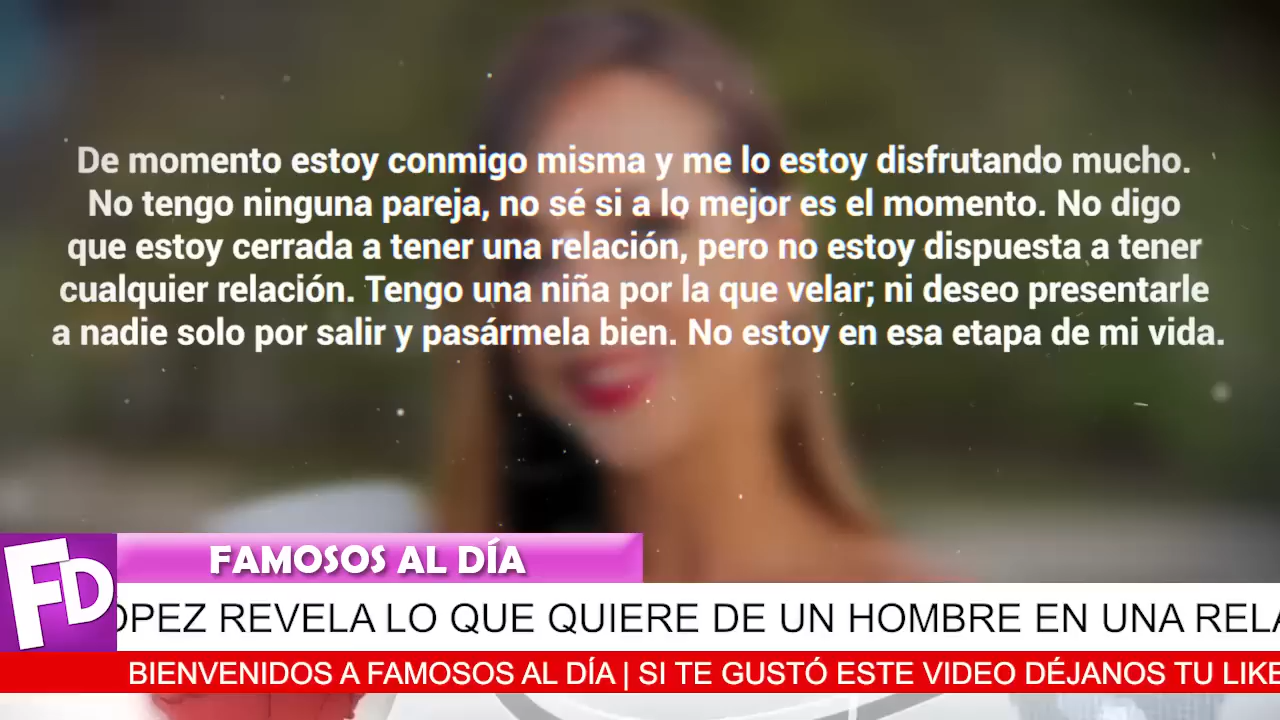 De momento estoy conmigo misma y me lo estoy disfrutando mucho.
No tengo ninguna pareja, no sé si a lo mejor es el momento. No digo
que estoy cerrada a tener una relación, pero no estoy dispuesta a tener
cualquier relación. Tengo una niña por la que velar; ni deseo presentarle
a nadie solo por salir y pasármela bien. No estoy en esa etapa de mi vida.
FAMOSOS AL DÍA
FD
ÓPEZ REVELA LO QUE QUIERE DE UN HOMBRE EN UNA RELA
BIENVENIDOS A FAMOSOS AL DÍA | SI TE GUSTÓ ESTE VIDEO DÉJANOS TU LIKE